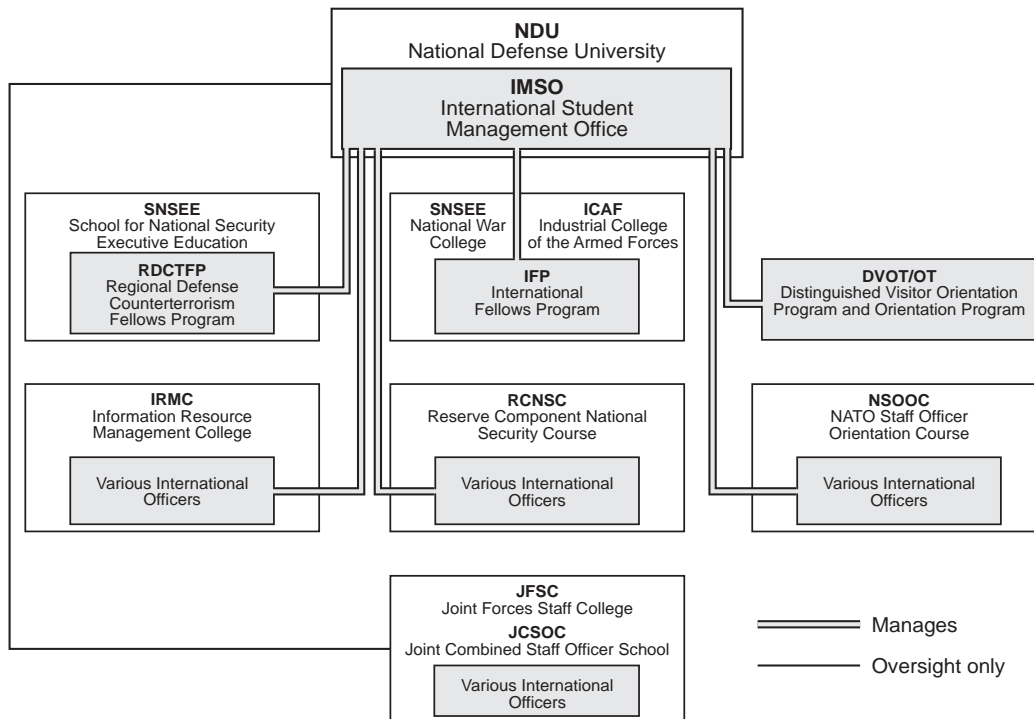 NDU
National Defense University
IMSO
International Student
Management Office
SNSEE
School for National Security
Executive Education
RDCTFP
Regional Defense
Counterterrorism
Fellows Program
SNSEE
National War
College
ICAF
Industrial College
of the Armed Forces
IFP
International
Fellows Program
DVOT/OT
Distinguished Visitor Orientation
Program and Orientation Program
IRMC
Information Resource
Management College
Various International
Officers
RCNSC
Reserve Component National
Security Course
Various International
Officers
NSOOC
NATO Staff Officer
Orientation Course
Various International
Officers
JFSC
Joint Forces Staff College
JCSOC
Joint Combined Staff Officer School
Various International
Officers
Manages
Oversight only